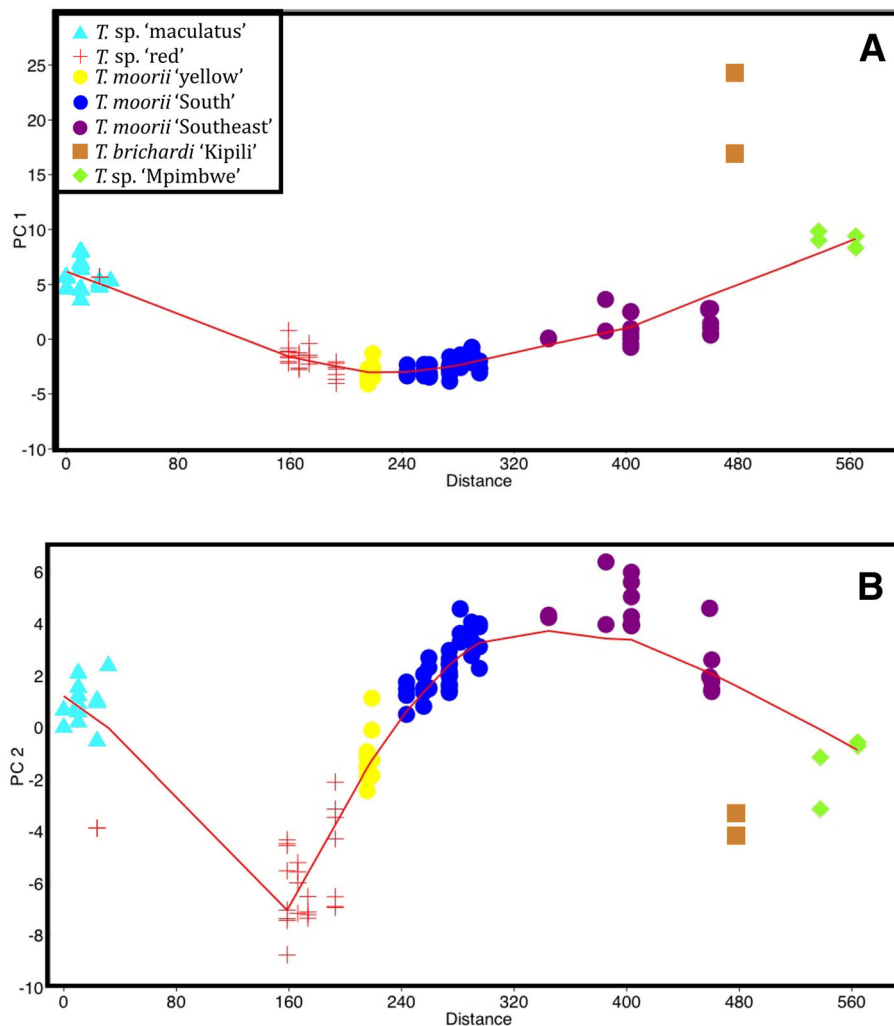 T. sp. ‘maculatus’
T. sp. ‘red’
T. moorii ‘yellow’
T. moorii ‘South’
T. moorii ‘Southeast’
T. brichardi ‘Kipili’
T. sp. ‘Mpimbwe’
A
25
20
15
10
5
0
-5
-10
PC 1
0 80 160 240 320 400 480 560
Distance
B
6
4
2
0
-2
-4
-6
-8
-10
PC 2
0 80 160 240 320 400 480 560
Distance